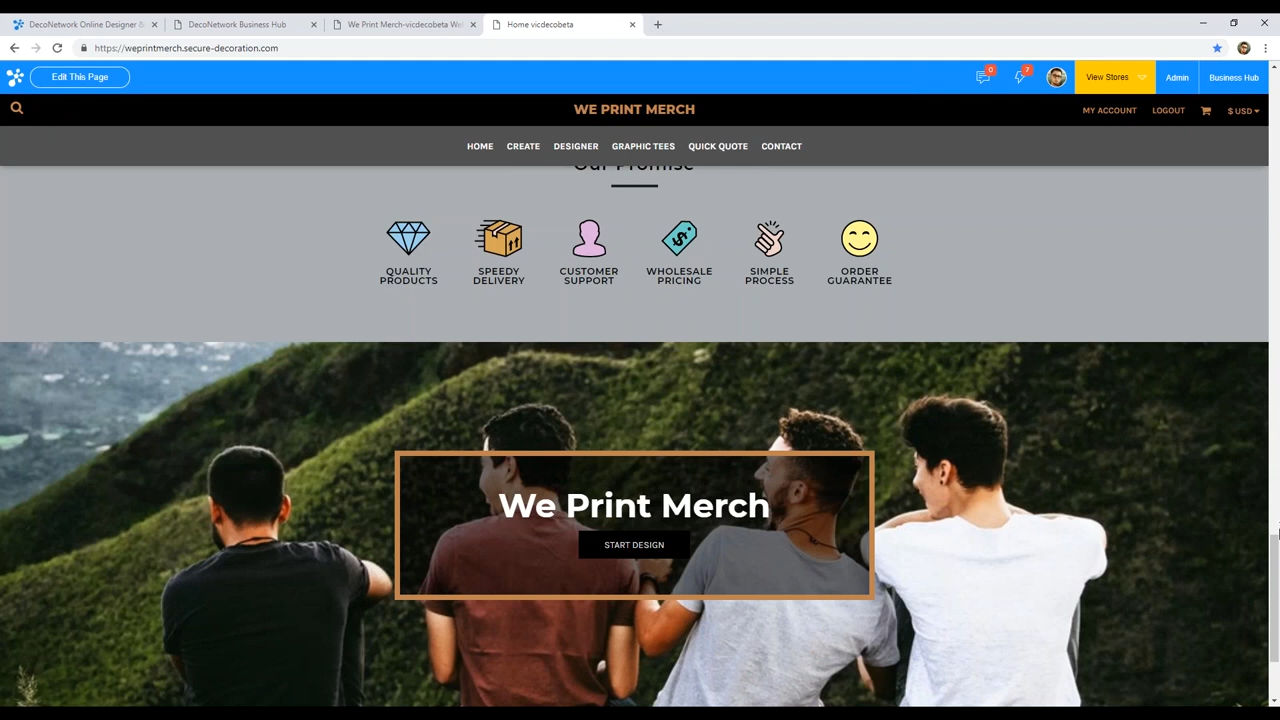 DecoNetwork Online Designer &
DecoNetwork Business Hub
We Print Merch-vicdecobeta We
Home vicdecobeta
https://weprintmerch.secure-decoration.com
Edit This Page
0
7
View Stores
Admin
Business Hub
WE PRINT MERCH
MY ACCOUNT
LOGOUT
$ USD
HOME
CREATE
DESIGNER
GRAPHIC TEES
QUICK QUOTE
CONTACT
Our Promise
QUALITY
PRODUCTS
SPEEDY
DELIVERY
CUSTOMER
SUPPORT
WHOLESALE
PRICING
SIMPLE
PROCESS
ORDER
GUARANTEE
We Print Merch
START DESIGN